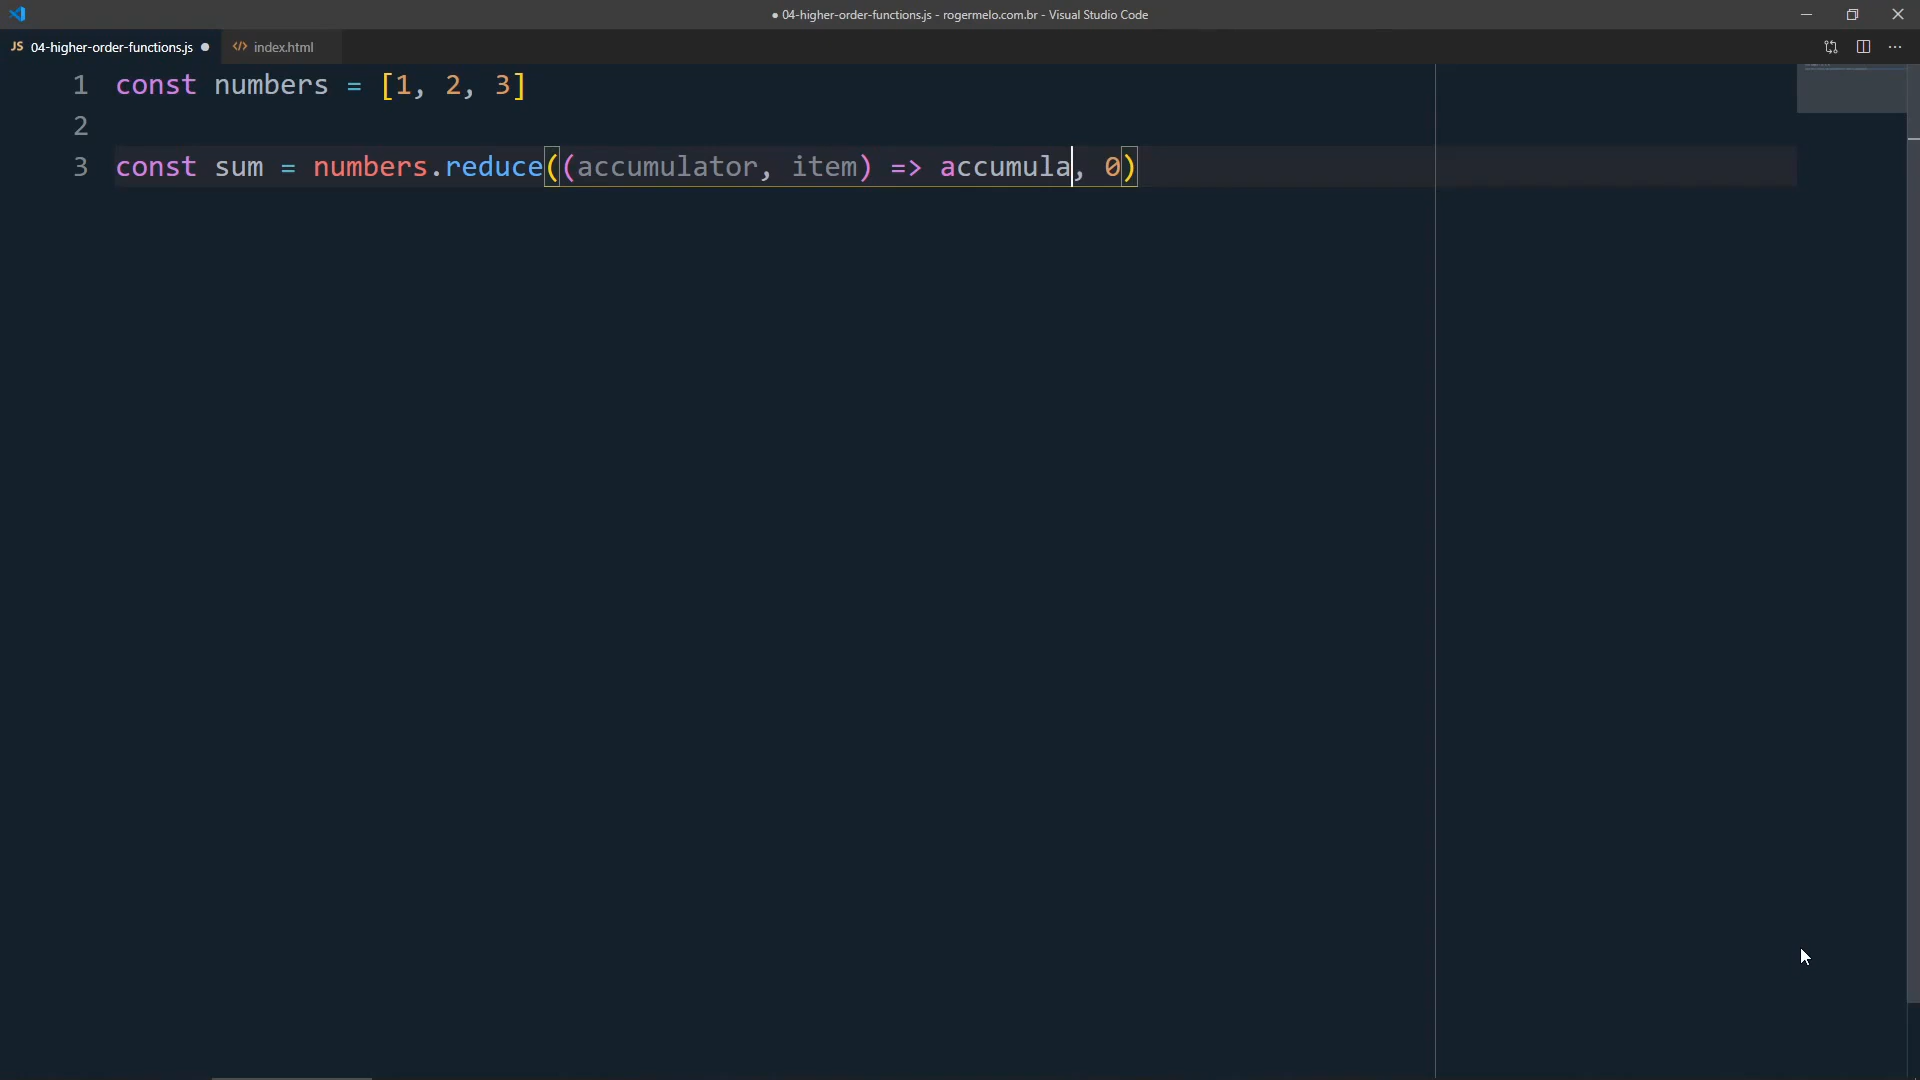 ● 04-higher-order-functions.js - rogermelo.com.br - Visual Studio Code
JS 04-higher-order-functions.js ● index.html
1 const numbers = [1, 2, 3]
2
3 const sum = numbers.reduce((accumulator, item) => accumula, 0)